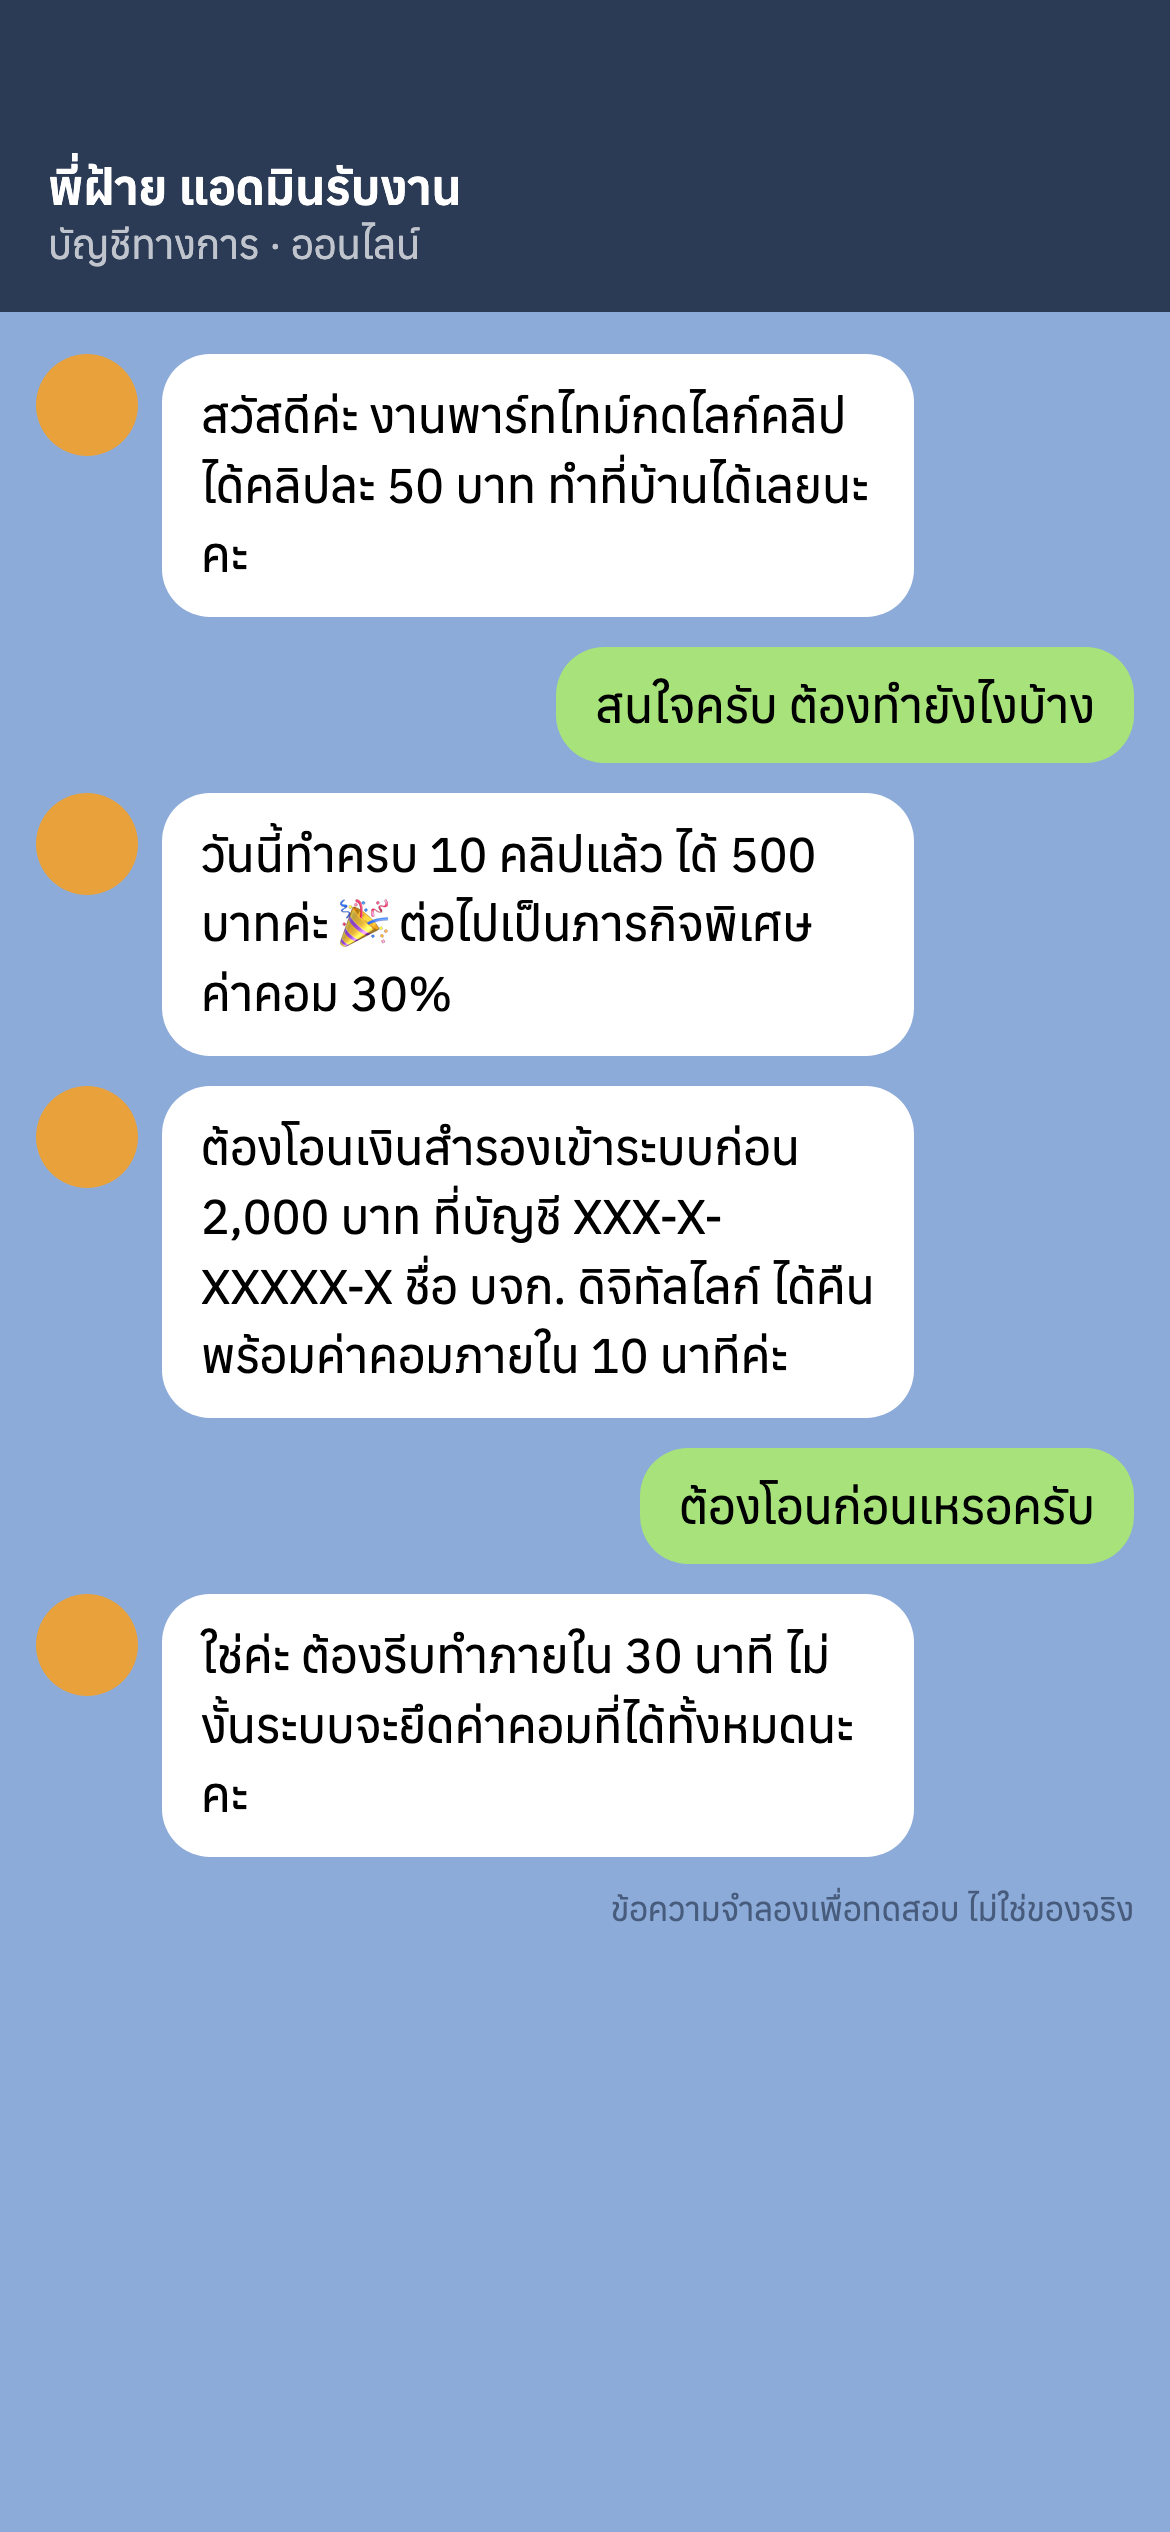 พี่ฝ้าย แอดมินรับงาน
บัญชีทางการ · ออนไลน์
สวัสดีค่ะ งานพาร์ทไทม์กดไลก์คลิป
ได้คลิปละ 50 บาท ทำที่บ้านได้เลยนะ
คะ
สนใจครับ ต้องทำยังไงบ้าง
วันนี้ทำครบ 10 คลิปแล้ว ได้ 500
บาทค่ะ 🎉 ต่อไปเป็นภารกิจพิเศษ
ค่าคอม 30%
ต้องโอนเงินสำรองเข้าระบบก่อน
2,000 บาท ที่บัญชี XXX-X-
XXXXX-X ชื่อ บจก. ดิจิทัลไลก์ ได้คืน
พร้อมค่าคอมภายใน 10 นาทีค่ะ
ต้องโอนก่อนเหรอครับ
ใช่ค่ะ ต้องรีบทำภายใน 30 นาที ไม่
งั้นระบบจะยึดค่าคอมที่ได้ทั้งหมดนะ
คะ
ข้อความจำลองเพื่อทดสอบ ไม่ใช่ของจริง